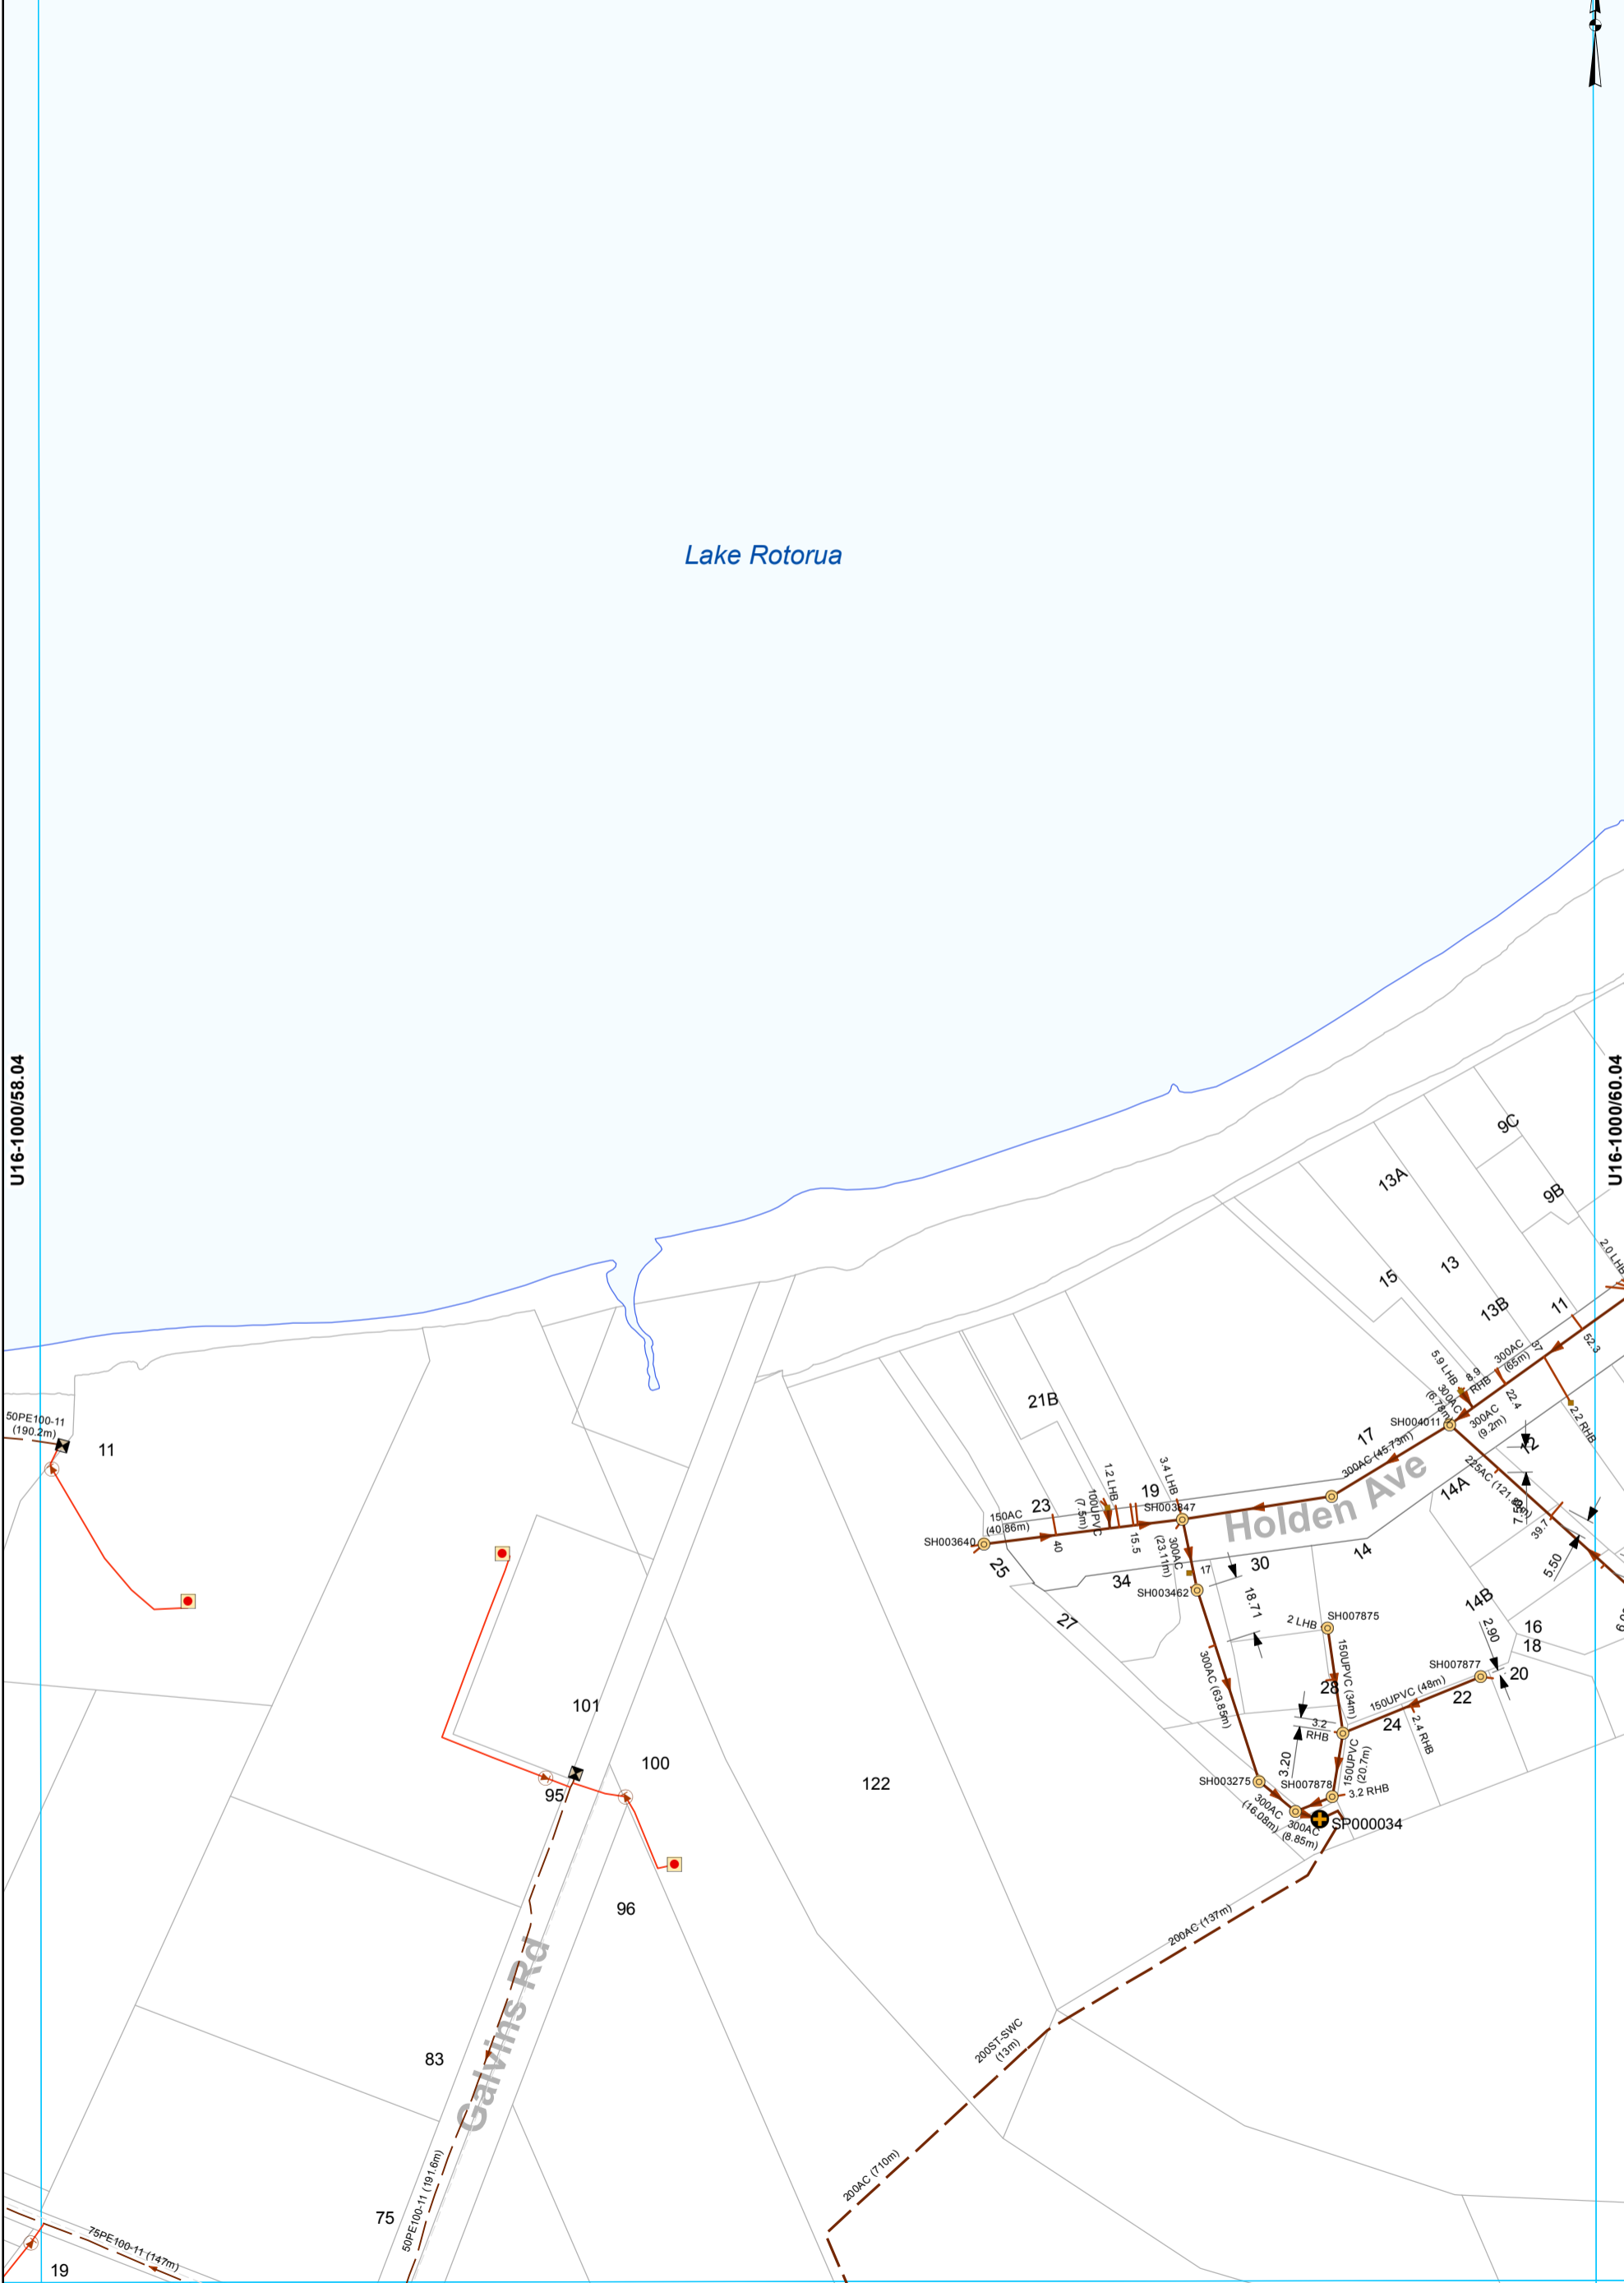 Lake Rotorua
U16-1000/58.04
U16-1000/60.04
9C
13A
9B
2.0 LHB
13
15
13B
11
52.3
37
300AC
(65m)
8.9
RHB
5.9 LHB
22.4
2.2 RHB
300AC
(6.78m)
300AC
(9.2m)
SH004011
21B
50PE100-11
(190.2m)
11
17
300AC (45.73m)
12
225AC
14A
39.7
5.50
3.4 LHB
1.2 LHB
100UPVC
(7.5m)
19
SH003847
23
150AC
(40.86m)
40
15.5
Holden Ave
SH003640
25
300AC
(23.11m)
17
30
14
34
SH003462
18.71
27
14B
2.90
16
18
2 LHB
SH007875
150UPVC (34m)
300AC (63.85m)
28
SH007877
20
150UPVC (48m)
22
24
2.4 RHB
3.2
RHB
3.20
150UPVC
(20.7m)
SH003275
SH007878
3.2 RHB
300AC
(16.08m)
300AC
(8.85m)
SP000034
101
100
95
122
96
200AC (137m)
Galvins Rd
200ST-SWC
(13m)
83
200AC (710m)
50PE100-11 (191.6m)
75
75PE100-11 (147m)
19